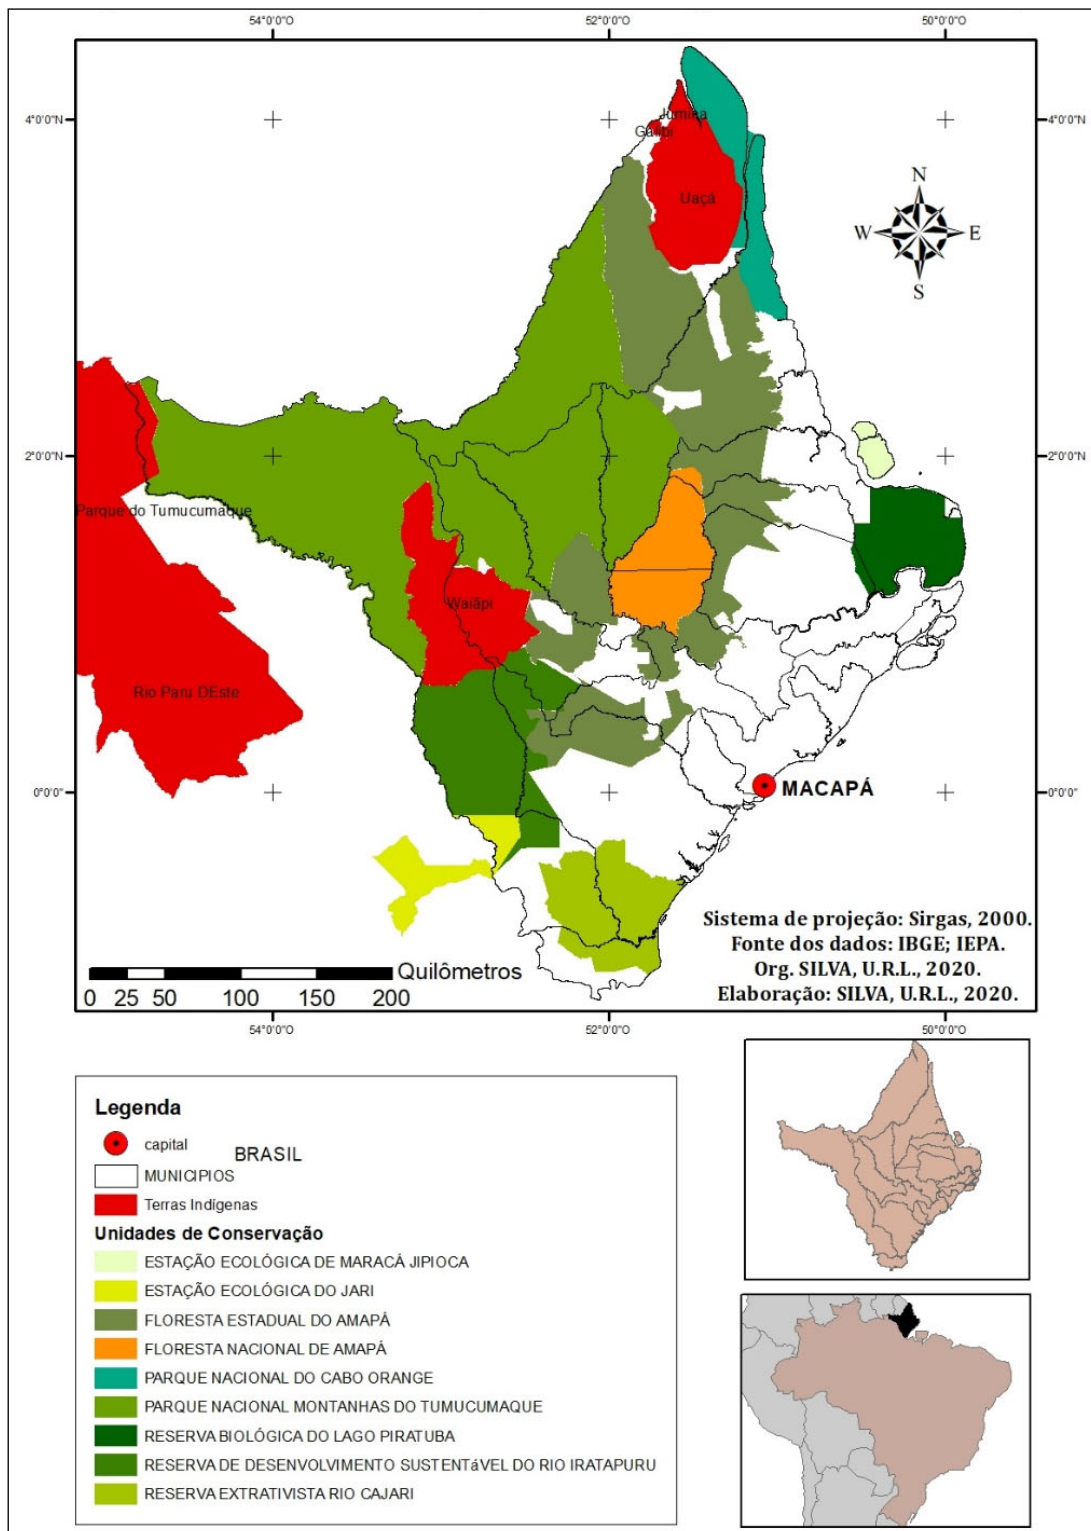 54°0'0"O
52°0'0"O
50°0'0"O
4°0'0"N
4°0'0"N
Jumina
Galibi
Uaçá
N
W
E
S
2°0'0"N
2°0'0"N
Parque do Tumucumaque
Waiãpi
Rio Paru DEste
0°0'0"
0°0'0"
MACAPÁ
Sistema de projeção: Sirgas, 2000.
Fonte dos dados: IBGE; IEPA.
Org. SILVA, U.R.L., 2020.
Elaboração: SILVA, U.R.L., 2020.
Quilômetros
0 25 50 100 150 200
54°0'0"O
52°0'0"O
50°0'0"O
Legenda
capital
BRASIL
MUNICIPIOS
Terras Indígenas
Unidades de Conservação
ESTAÇÃO ECOLÓGICA DE MARACÁ JIPIOCA
ESTAÇÃO ECOLÓGICA DO JARI
FLORESTA ESTADUAL DO AMAPÁ
FLORESTA NACIONAL DE AMAPÁ
PARQUE NACIONAL DO CABO ORANGE
PARQUE NACIONAL MONTANHAS DO TUMUCUMAQUE
RESERVA BIOLÓGICA DO LAGO PIRATUBA
RESERVA DE DESENVOLVIMENTO SUSTENTáVEL DO RIO IRATAPURU
RESERVA EXTRATIVISTA RIO CAJARI